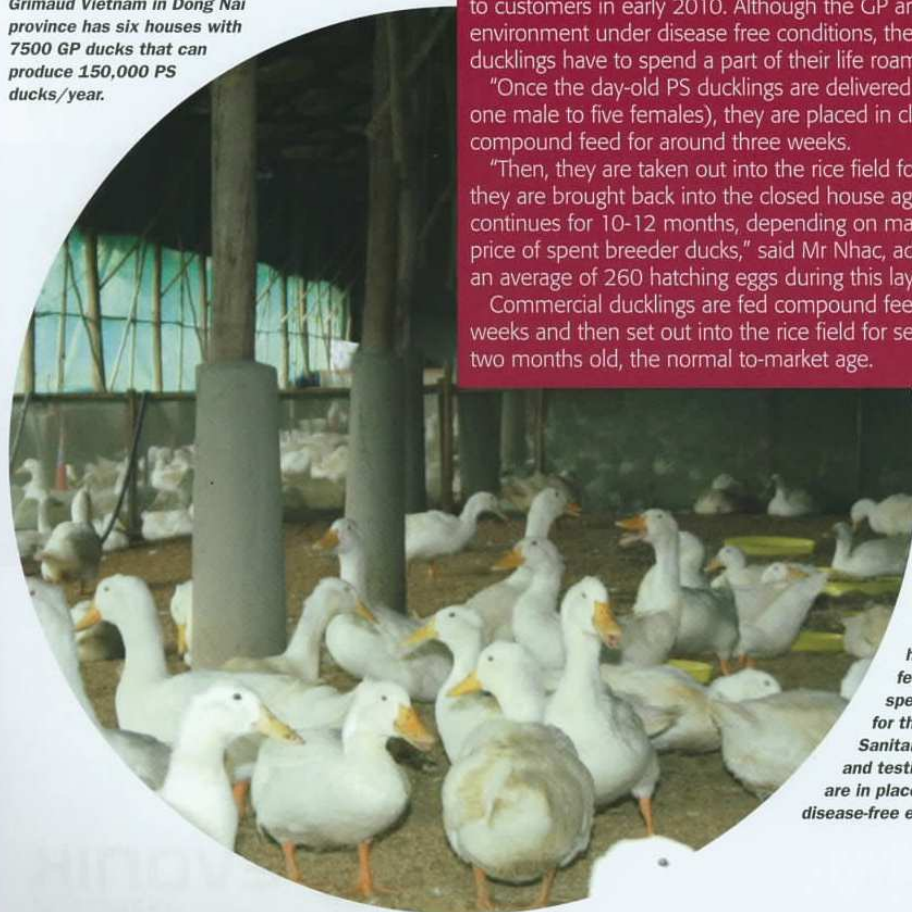 Grimaud Vietnam in Dong Nai
province has six houses with
7500 GP ducks that can
produce 150,000 PS
ducks/year.
to customers in early 2010. Although the GP ar
environment under disease free conditions, the
ducklings have to spend a part of their life roam
"Once the day-old PS ducklings are delivered
one male to five females), they are placed in cl
compound feed for around three weeks.
"Then, they are taken out into the rice field fo
they are brought back into the closed house ag
continues for 10-12 months, depending on ma
price of spent breeder ducks," said Mr Nhac, ad
an average of 260 hatching eggs during this lay
Commercial ducklings are fed compound fee
weeks and then set out into the rice field for se
two months old, the normal to-market age.
h
fe
spe
for th
Sanita
and testi
are in place
disease-free e